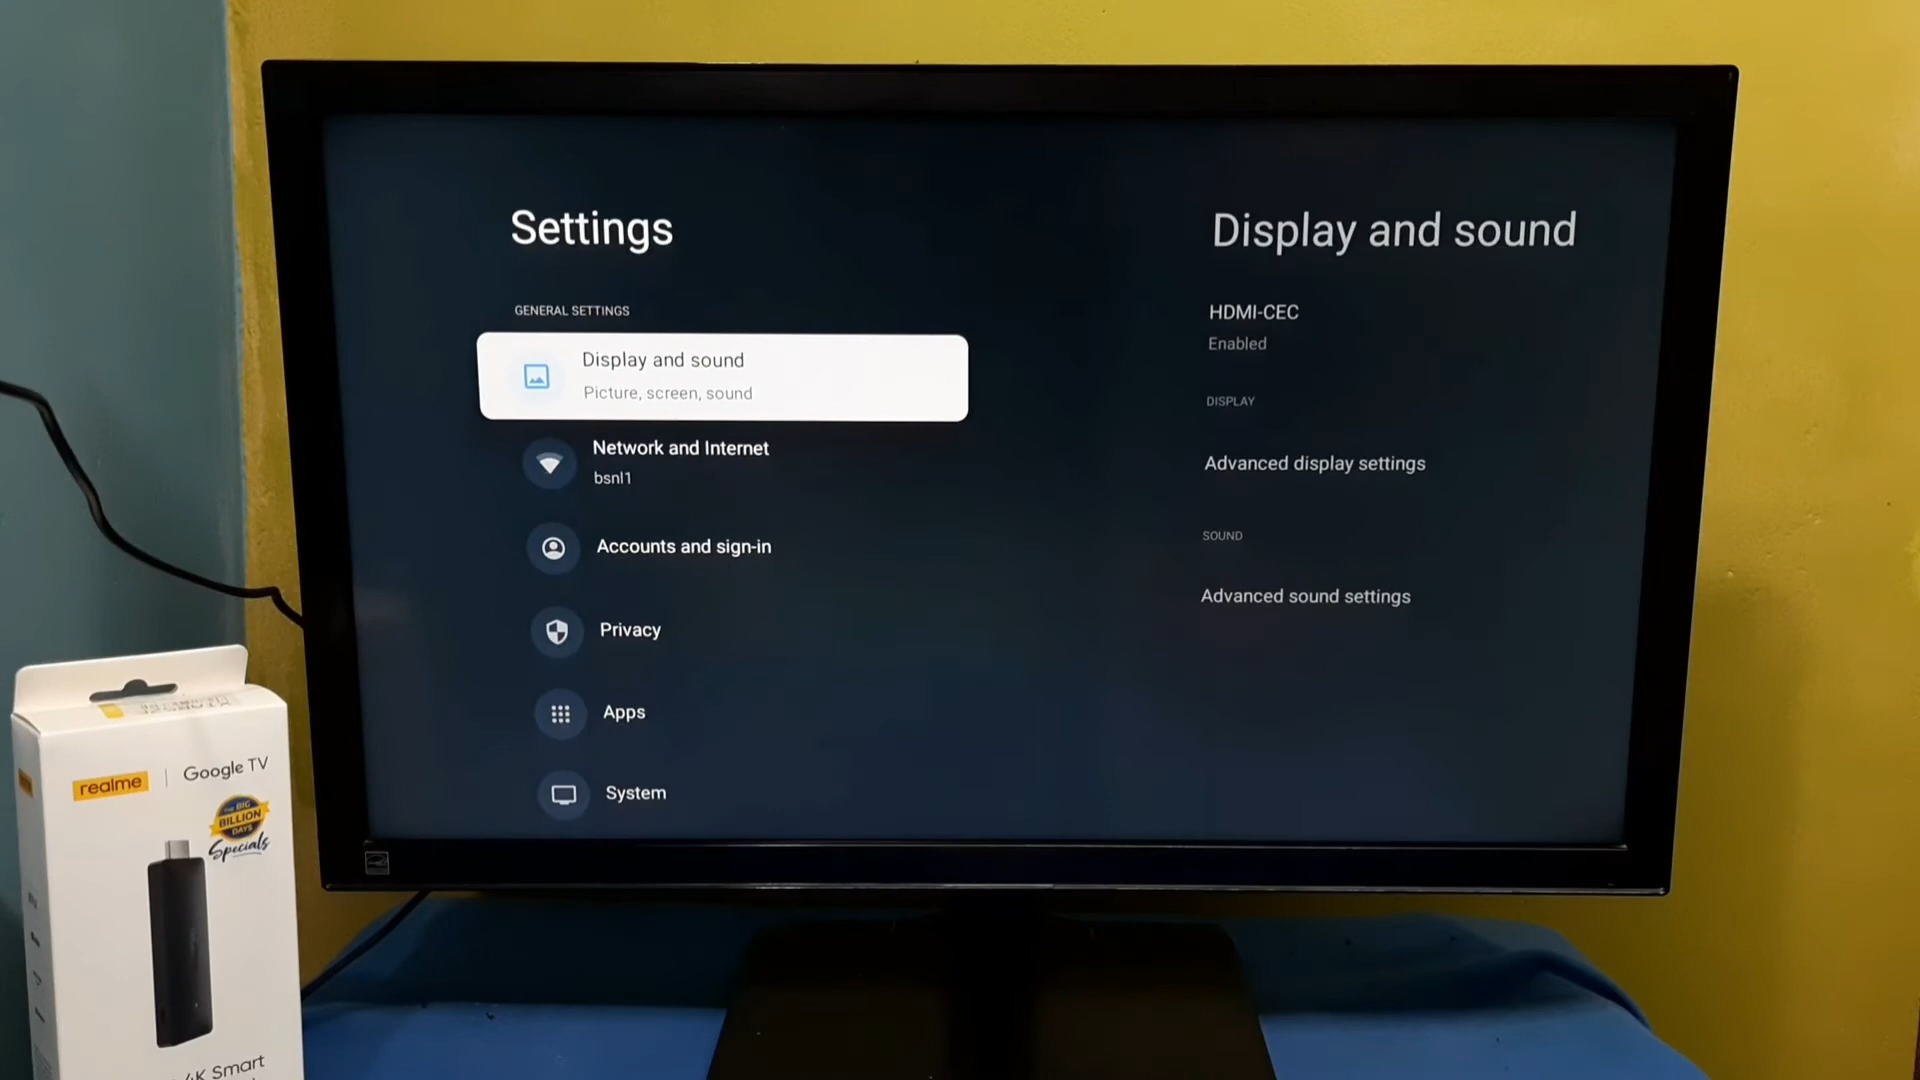 Settings
GENERAL SETTINGS
Display and sound
Picture, screen, sound
Network and Internet
bsnl1
Accounts and sign-in
Privacy
Apps
System
Display and sound
HDMI-CEC
Enabled
DISPLAY
Advanced display settings
SOUND
Advanced sound settings
realme | Google TV
THE BIG
BILLION
DAYS
Specials
4K Smart